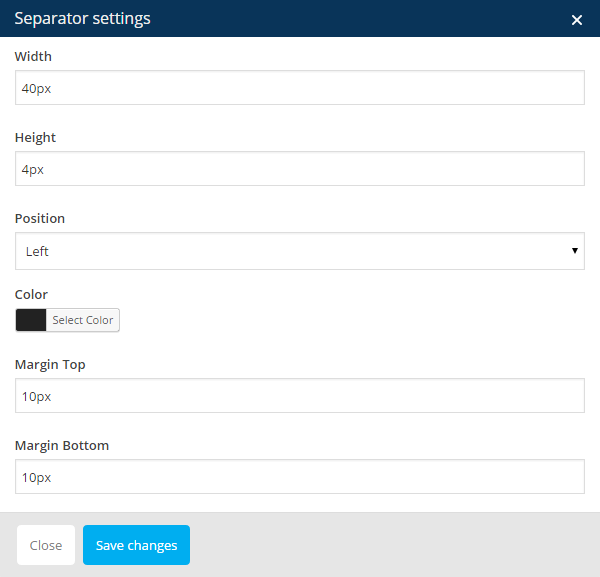 Separator settings
Width
40px
Height
4px
Position
Left
Color
Select Color
Margin Top
10px
Margin Bottom
10px
Close Save changes